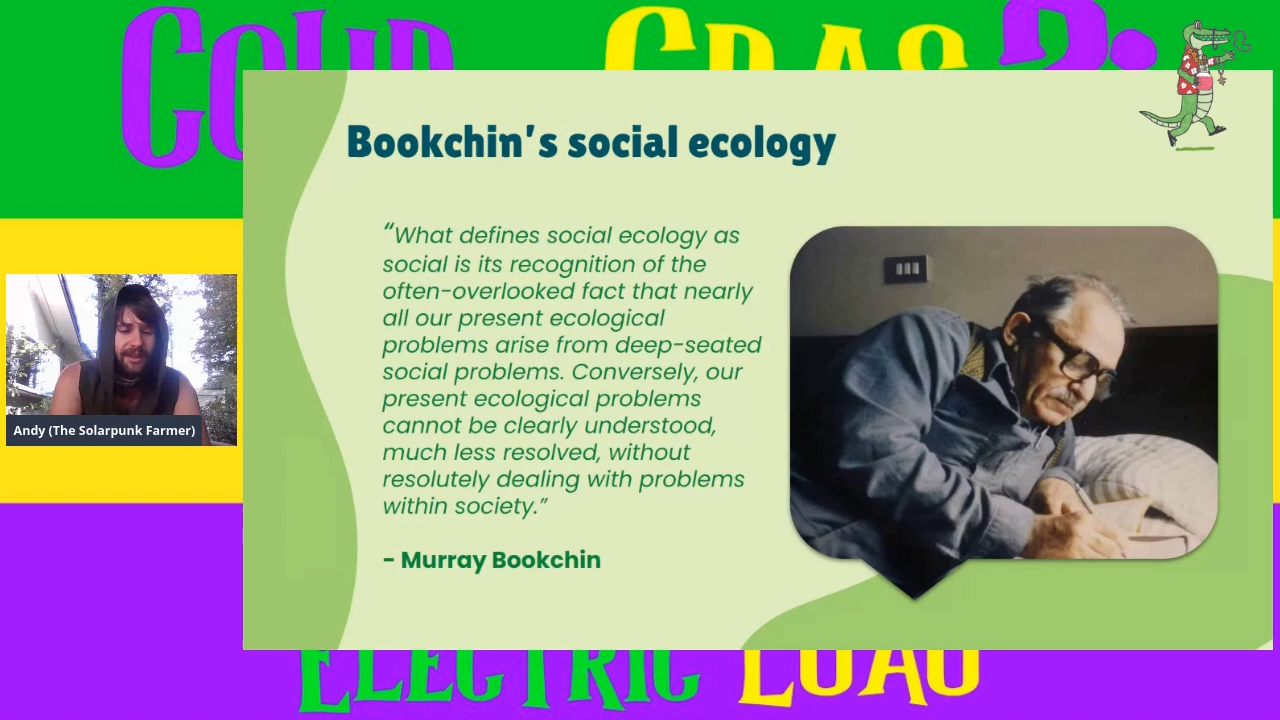 Bookchin's social ecology
"What defines social ecology as
social is its recognition of the
often-overlooked fact that nearly
all our present ecological
problems arise from deep-seated
social problems. Conversely, our
present ecological problems
cannot be clearly understood,
much less resolved, without
resolutely dealing with problems
within society."
- Murray Bookchin
Andy (The Solarpunk Farmer)
ELECTRIC